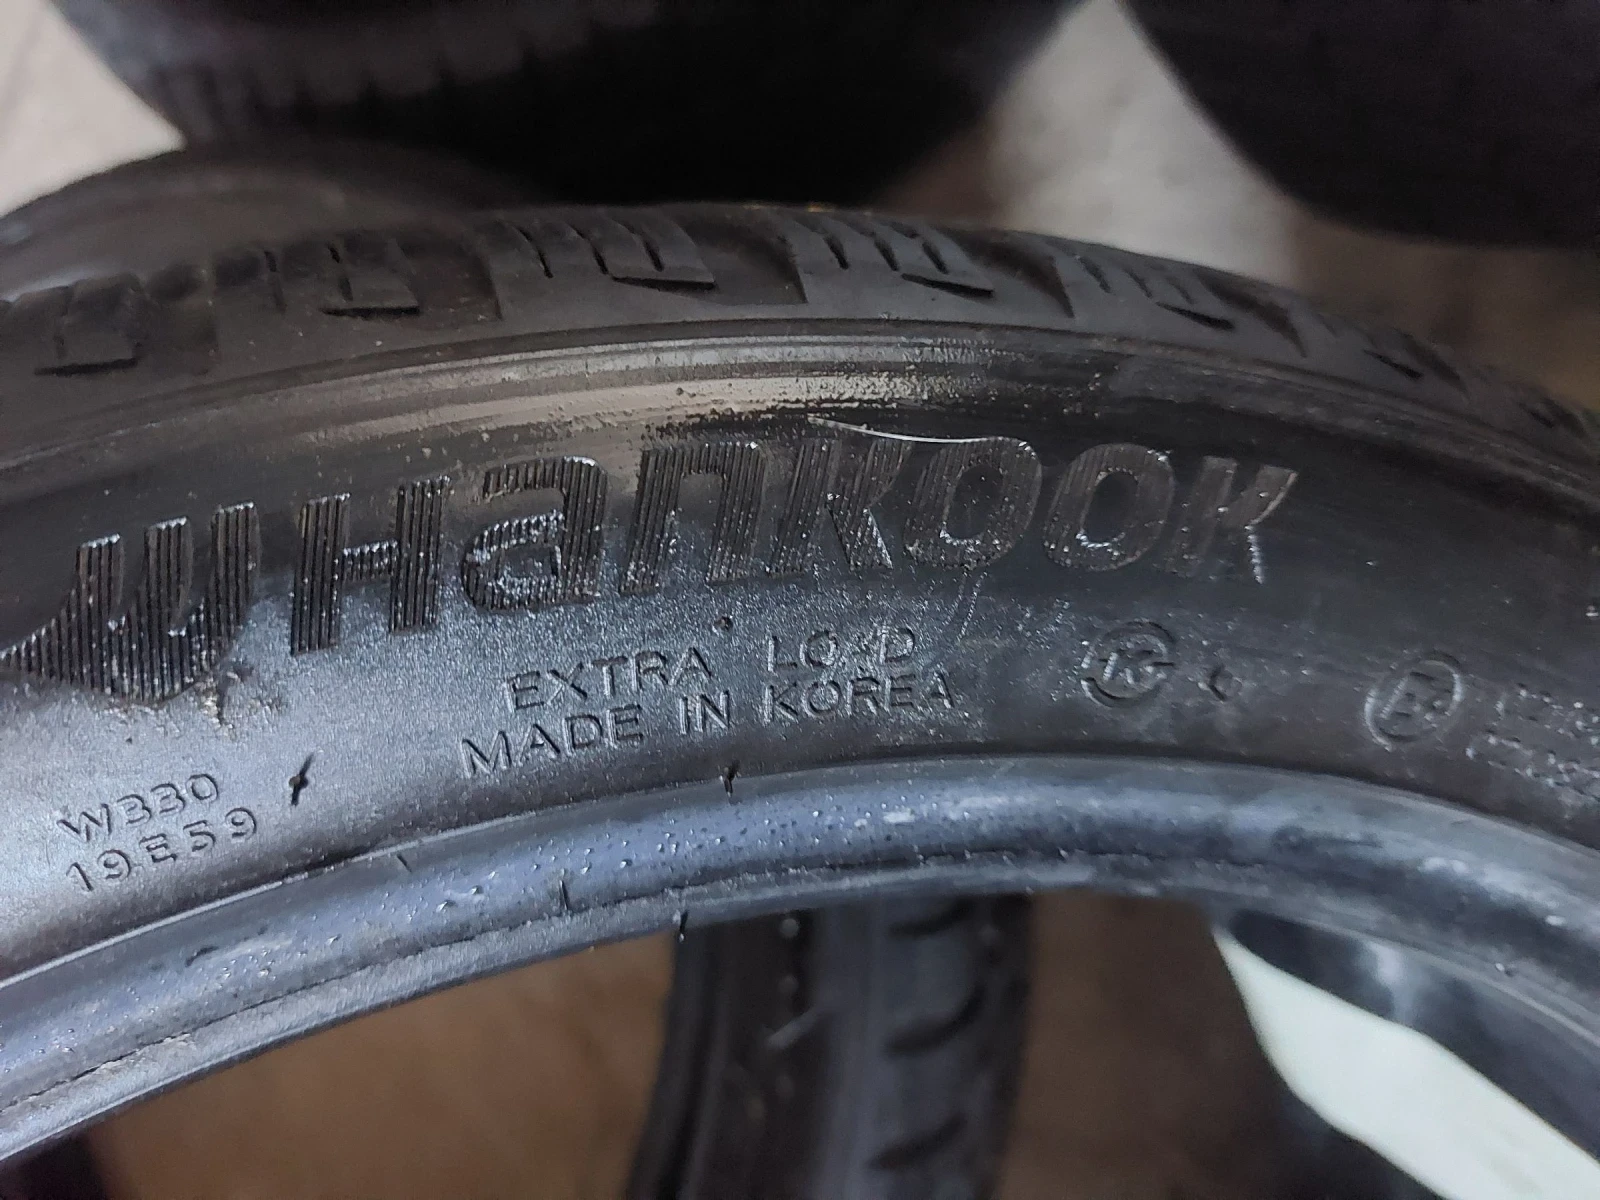 Hankook
EXTRA LOAD
MADE IN KOREA
W330
19E59